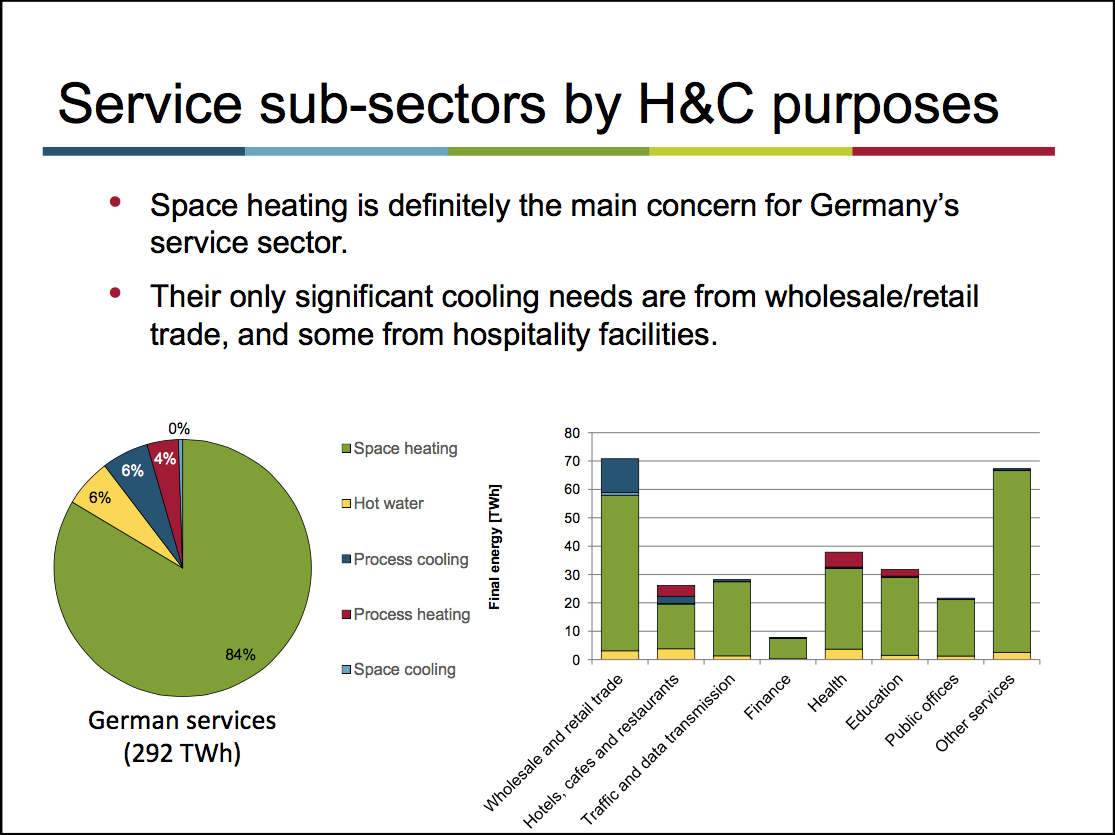 Service sub-sectors by H&C purposes
• Space heating is definitely the main concern for Germany’s
service sector.
• Their only significant cooling needs are from wholesale/retail
trade, and some from hospitality facilities.
0%
4%
6%
6%
84%
German services
(292 TWh)
Space heating
Hot water
Process cooling
Process heating
Space cooling
Final energy [TWh]
80
70
60
50
40
30
20
10
0
Wholesale and retail trade
Hotels, cafes and restaurants
Traffic and data transmission
Finance
Health
Education
Public offices
Other services